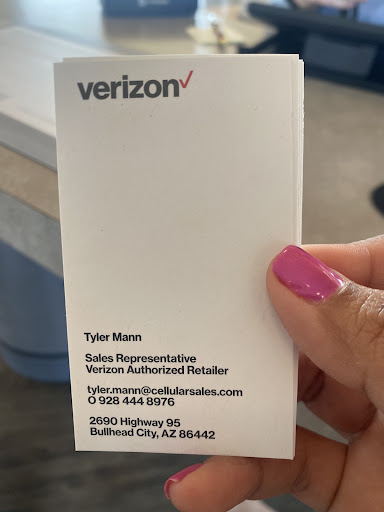 verizon✓
Tyler Mann
Sales Representative
Verizon Authorized Retailer
tyler.mann@cellularsales.com
O 928 444 8976
2690 Highway 95
Bullhead City, AZ 86442